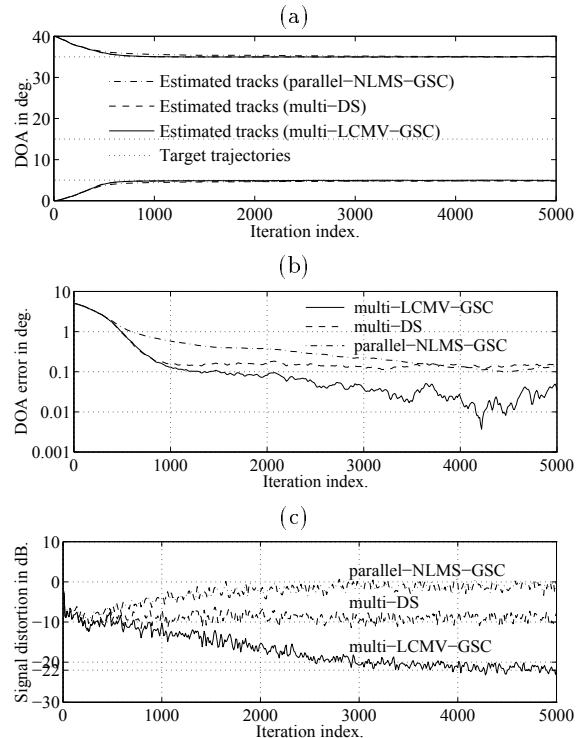 (a)
40
30
20
10
0
DOA in deg.
Estimated tracks (parallel−NLMS−GSC)
Estimated tracks (multi−DS)
Estimated tracks (multi−LCMV−GSC)
Target trajectories
0 1000 2000 3000 4000 5000
Iteration index.
(b)
10
1
0.1
0.01
0.001
DOA error in deg.
multi−LCMV−GSC
multi−DS
parallel−NLMS−GSC
0 1000 2000 3000 4000 5000
Iteration index.
(c)
10
0
−10
−20
−22
−30
Signal distortion in dB.
parallel−NLMS−GSC
multi−DS
multi−LCMV−GSC
0 1000 2000 3000 4000 5000
Iteration index.